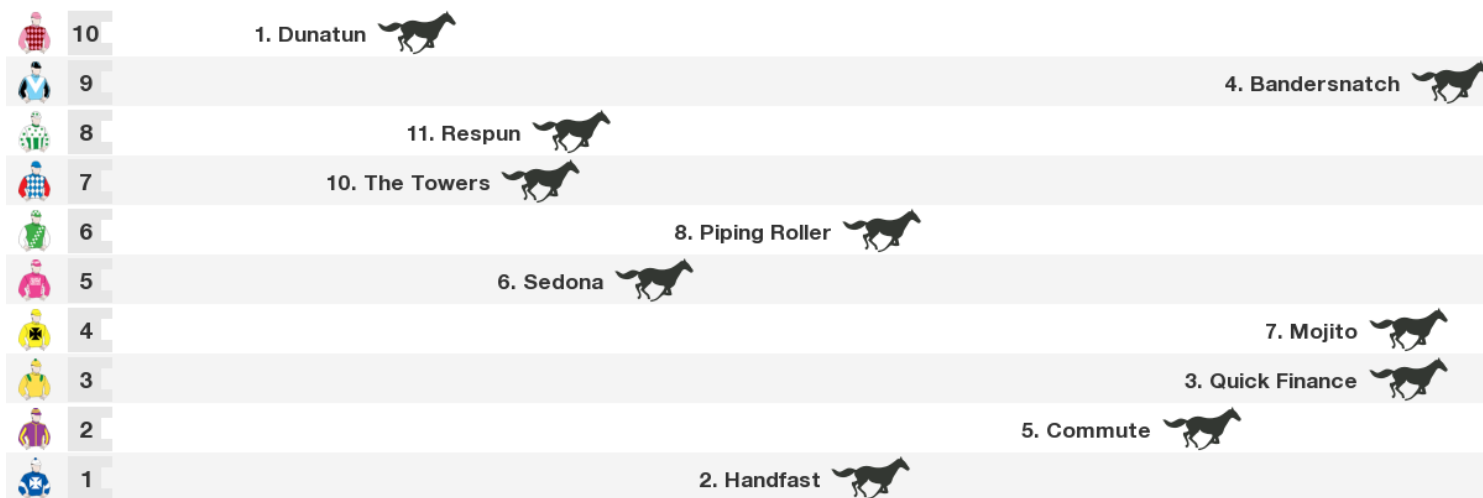 10 1. Dunatun
9 4. Bandersnatch
8 11. Respun
7 10. The Towers
6 8. Piping Roller
5 6. Sedona
4 7. Mojito
3 3. Quick Finance
2 5. Commute
1 2. Handfast